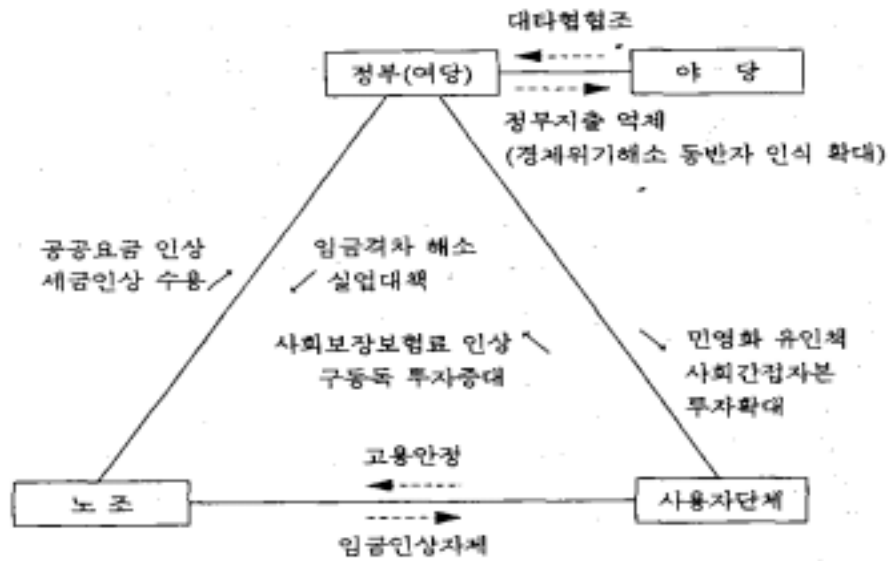 대타협협조
정부(여당)
야 당
정부지출 억제
(경제위기해소 동반자 인식 확대)
공공요금 인상
세금인상 수용
임금격차 해소
실업대책
사회보장보험료 인상
구동독 투자증대
민영화 유인책
사회간접자본
투자확대
고용안정
노 조
사용자단체
임금인상자제